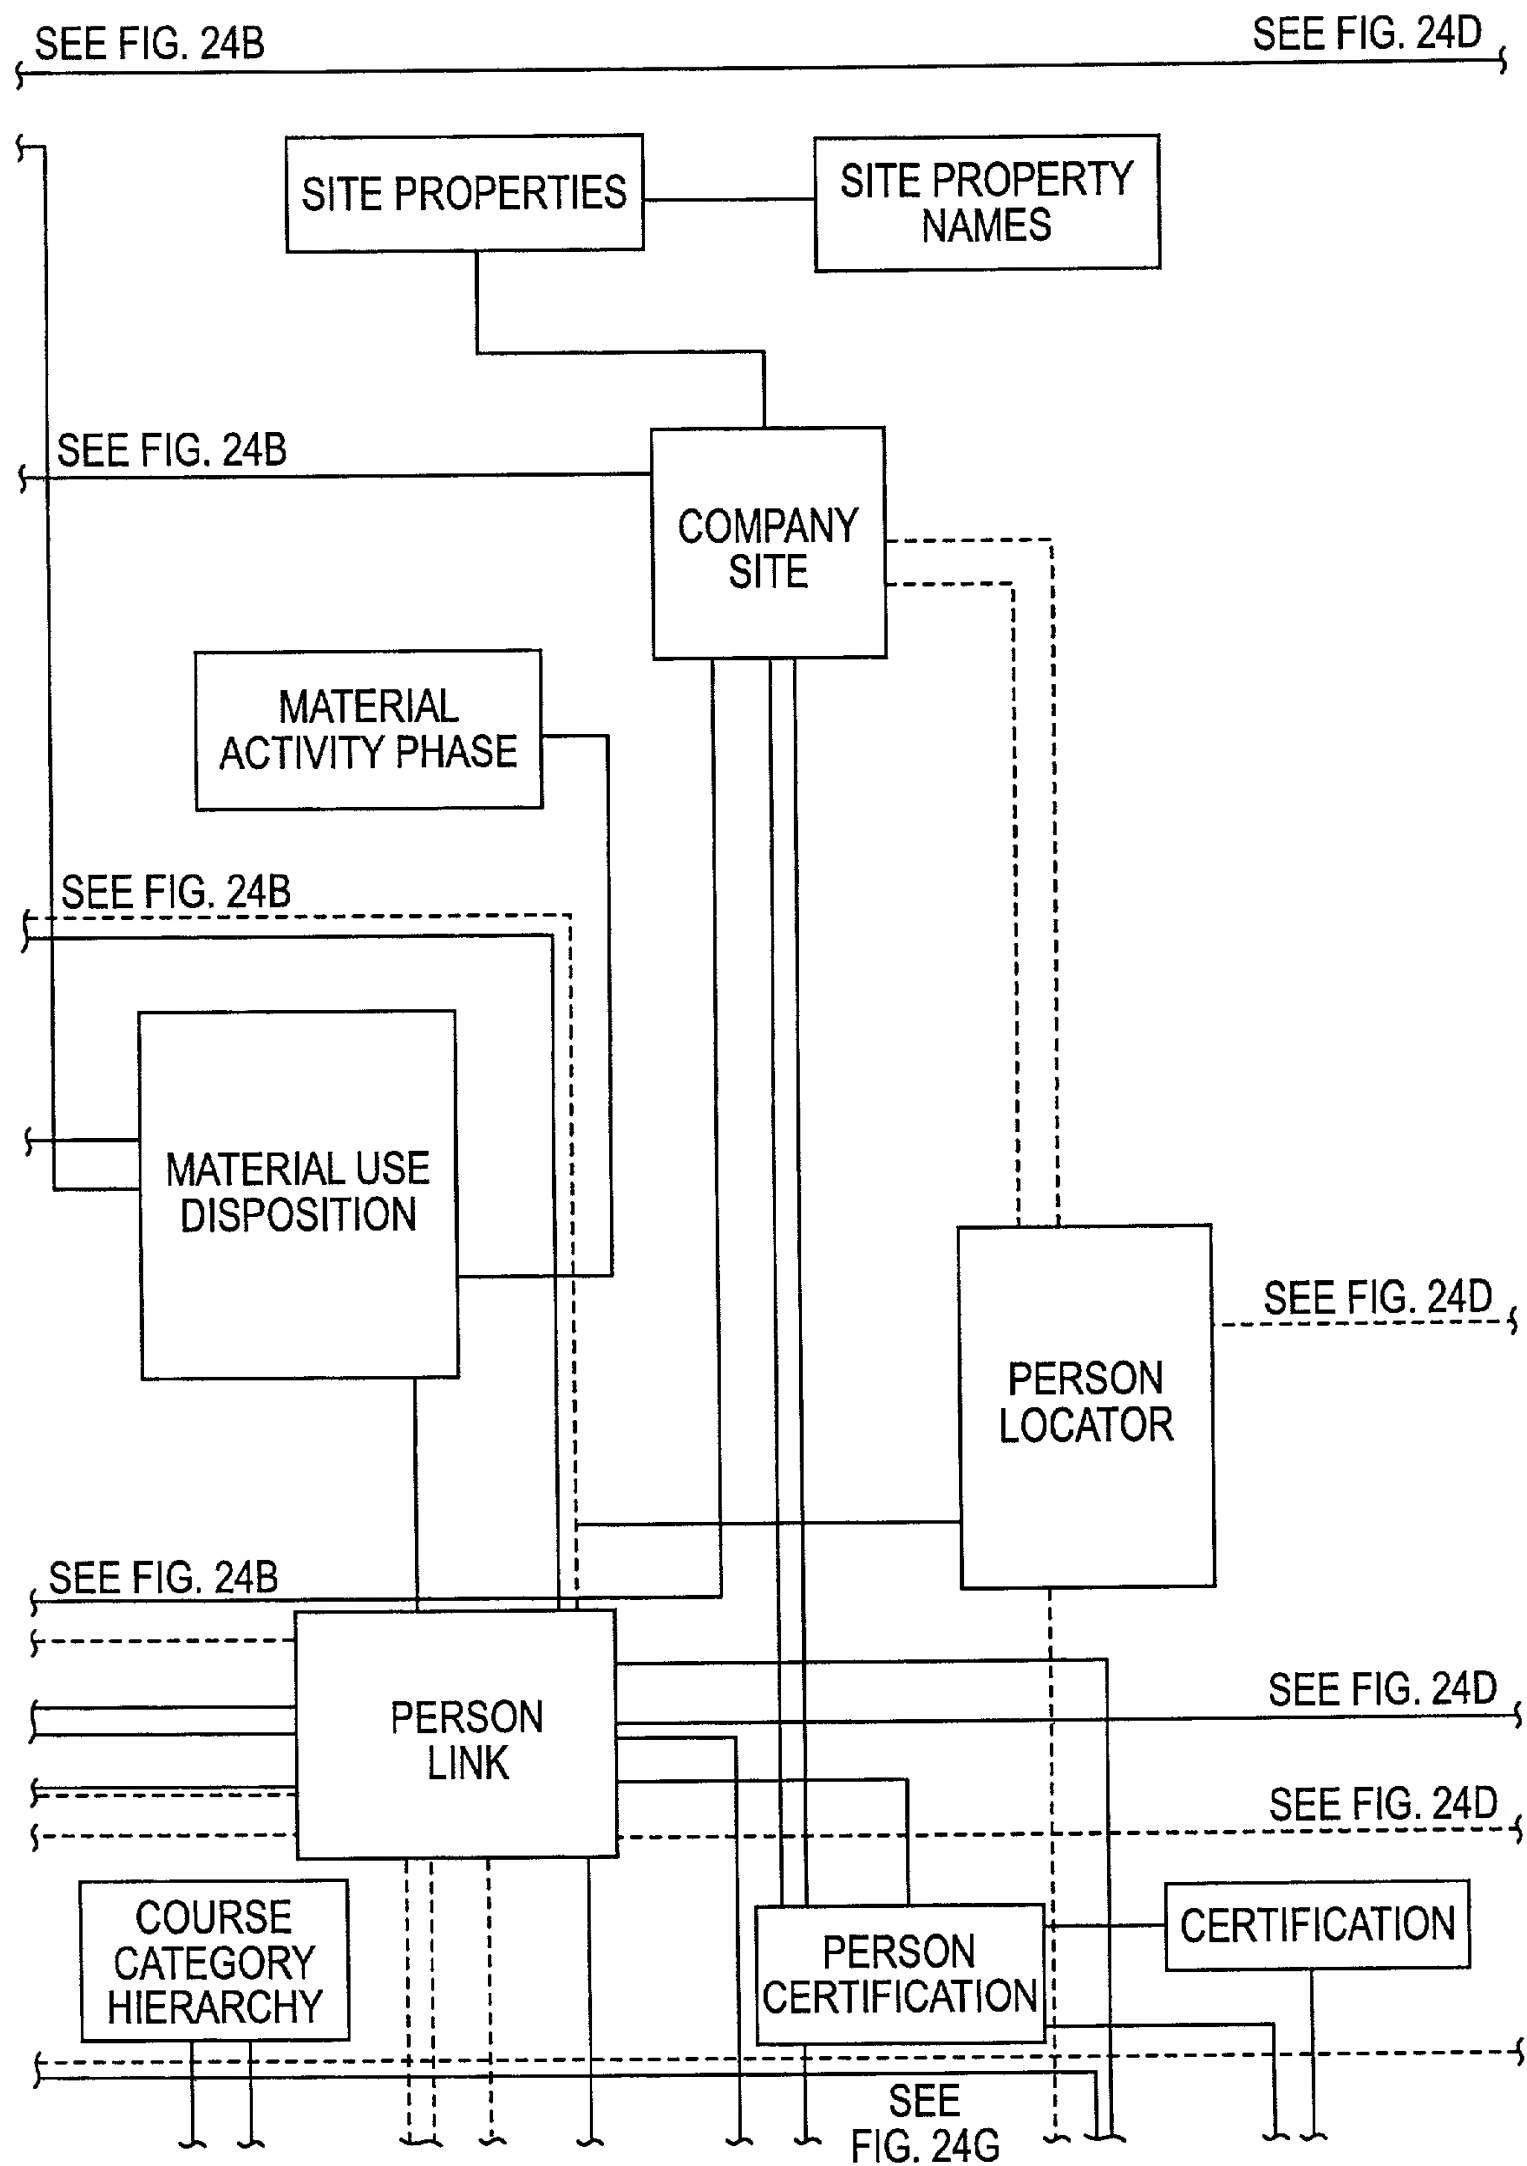 SEE FIG. 24B
SEE FIG. 24D
SITE PROPERTIES
SITE PROPERTY
NAMES
SEE FIG. 24B
COMPANY
SITE
MATERIAL
ACTIVITY PHASE
SEE FIG. 24B
MATERIAL USE
DISPOSITION
SEE FIG. 24D
PERSON
LOCATOR
SEE FIG. 24B
PERSON
LINK
SEE FIG. 24D
SEE FIG. 24D
COURSE
CATEGORY
HIERARCHY
PERSON
CERTIFICATION
CERTIFICATION
SEE
FIG. 24G